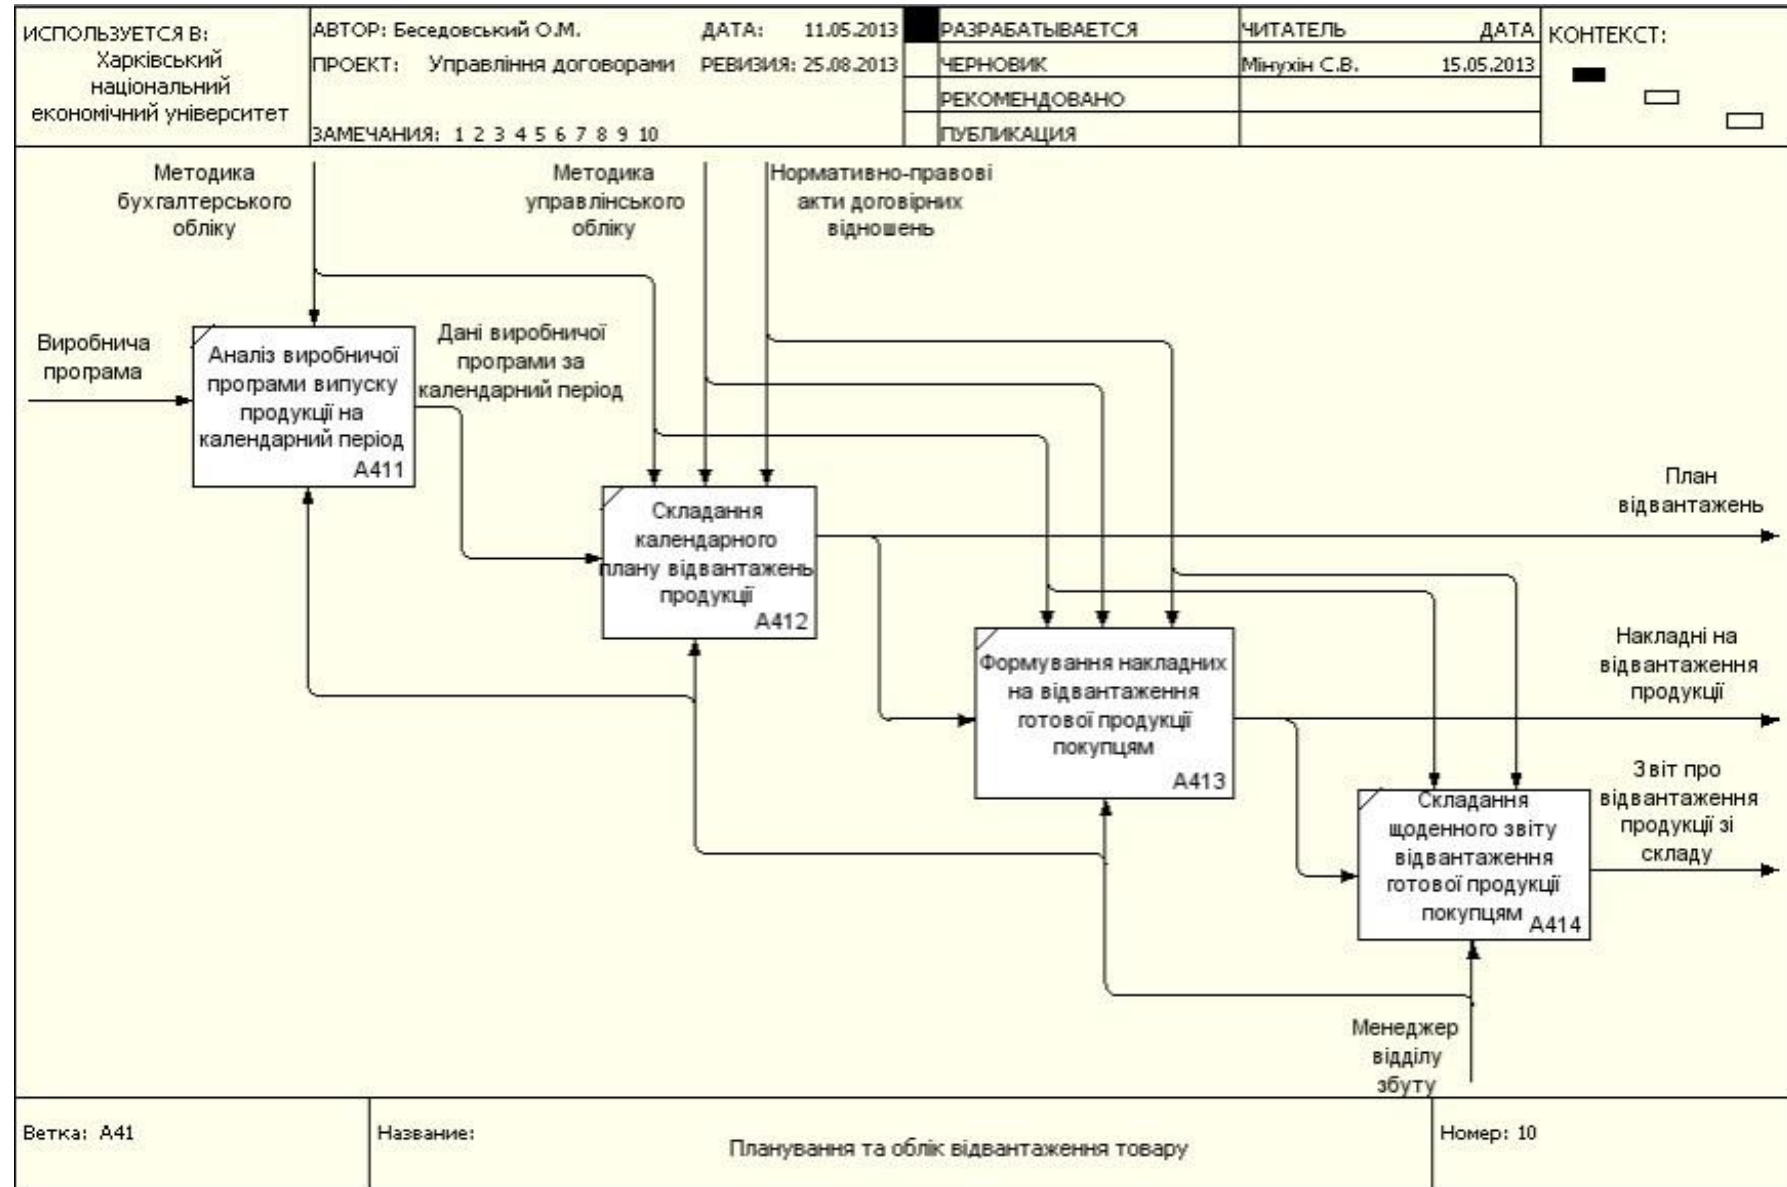 ИСПОЛЬЗУЕТСЯ В:
Харківський
національний
економічний університет
АВТОР: Беседовський О.М.
ДАТА: 11.05.2013
ПРОЕКТ: Управління договорами
РЕВИЗИЯ: 25.08.2013
ЗАМЕЧАНИЯ: 1 2 3 4 5 6 7 8 9 10
РАЗРАБАТЫВАЕТСЯ
ЧЕРНОВИК
РЕКОМЕНДОВАНО
ПУБЛИКАЦИЯ
ЧИТАТЕЛЬ ДАТА
Мінухін С.В. 15.05.2013
КОНТЕКСТ:
Методика
бухгалтерського
обліку
Методика
управлінського
обліку
Нормативно-правові
акти договірних
відношень
Виробнича
програма
Аналіз виробничої
програми випуску
продукції на
календарний період
A411
Дані виробничої
програми за
календарний період
Складання
календарного
плану відвантажень
продукції
A412
План
відвантажень
Формування накладних
на відвантаження
готової продукції
покупцям
A413
Накладні на
відвантаження
продукції
Складання
щоденного звіту
відвантаження
готової продукції
покупцям
A414
Звіт про
відвантаження
продукції зі
складу
Менеджер
відділу
збуту
Ветка: A41
Название:
Планування та облік відвантаження товару
Номер: 10